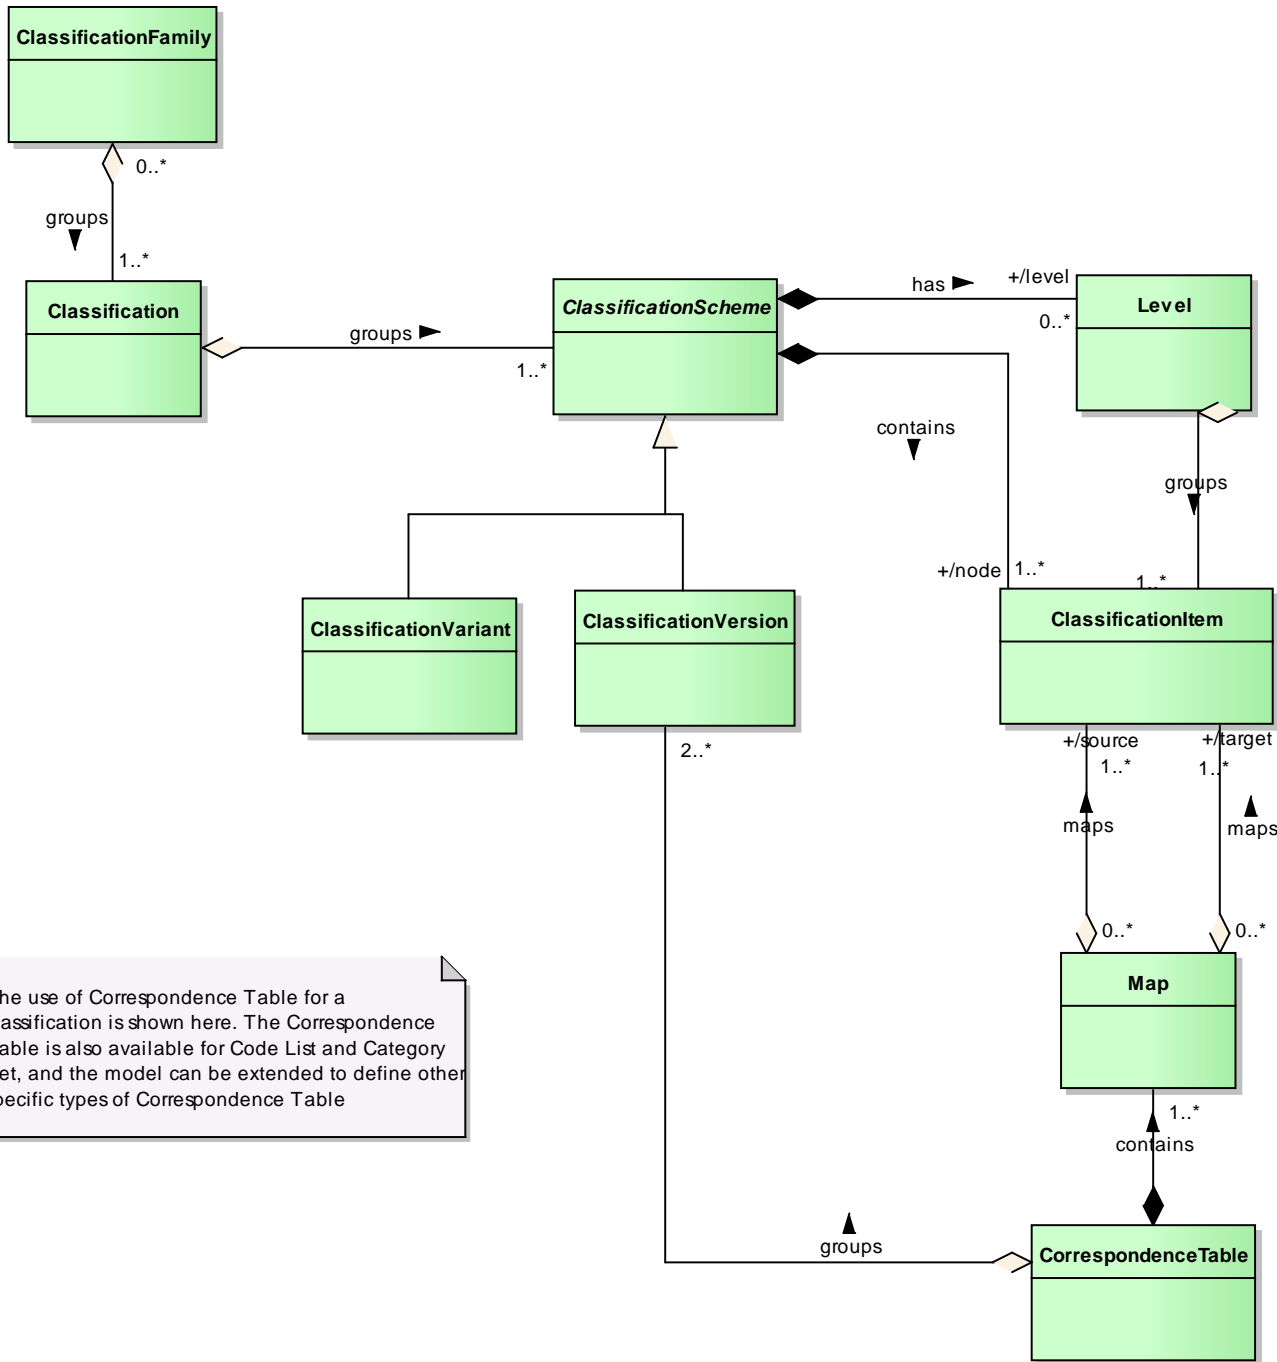 ClassificationFamily
0..*
groups
1..*
Classification
groups
1..*
ClassificationScheme
has
+/level
0..*
Level
contains
groups
+/node
1..*
1..*
ClassificationItem
ClassificationVariant
ClassificationVersion
2..*
+/source
1..*
+/target
1..*
maps
maps
0..*
0..*
Map
he use of Correspondence Table for a
assification is shown here. The Correspondence
able is also available for Code List and Category
et, and the model can be extended to define other
pecific types of Correspondence Table
1..*
contains
groups
CorrespondenceTable